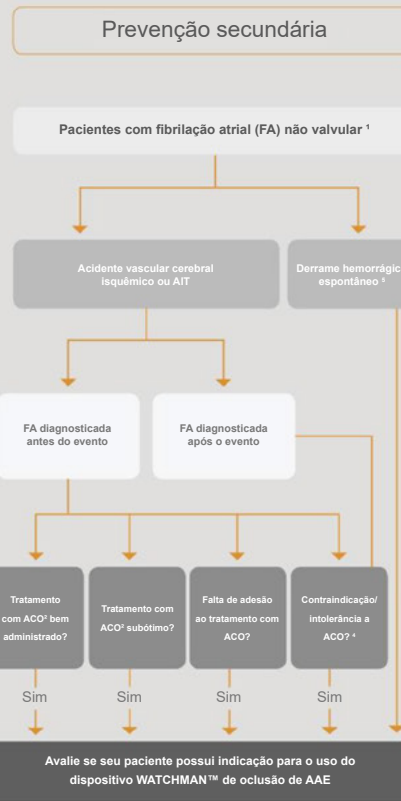 Prevenção secundária
Pacientes com fibrilação atrial (FA) não valvular ¹
Acidente vascular cerebral
isquêmico ou AIT
Derrame hemorrágic
espontâneo ⁵
FA diagnosticada
antes do evento
FA diagnosticada
após o evento
Tratamento
com ACO² bem
administrado?
Tratamento com
ACO² subótimo?
Falta de adesão
ao tratamento com
ACO?
Contraindicação/
intolerância a
ACO? ⁴
Sim
Sim
Sim
Sim
Avalie se seu paciente possui indicação para o uso do
dispositivo WATCHMAN™ de oclusão de AAE